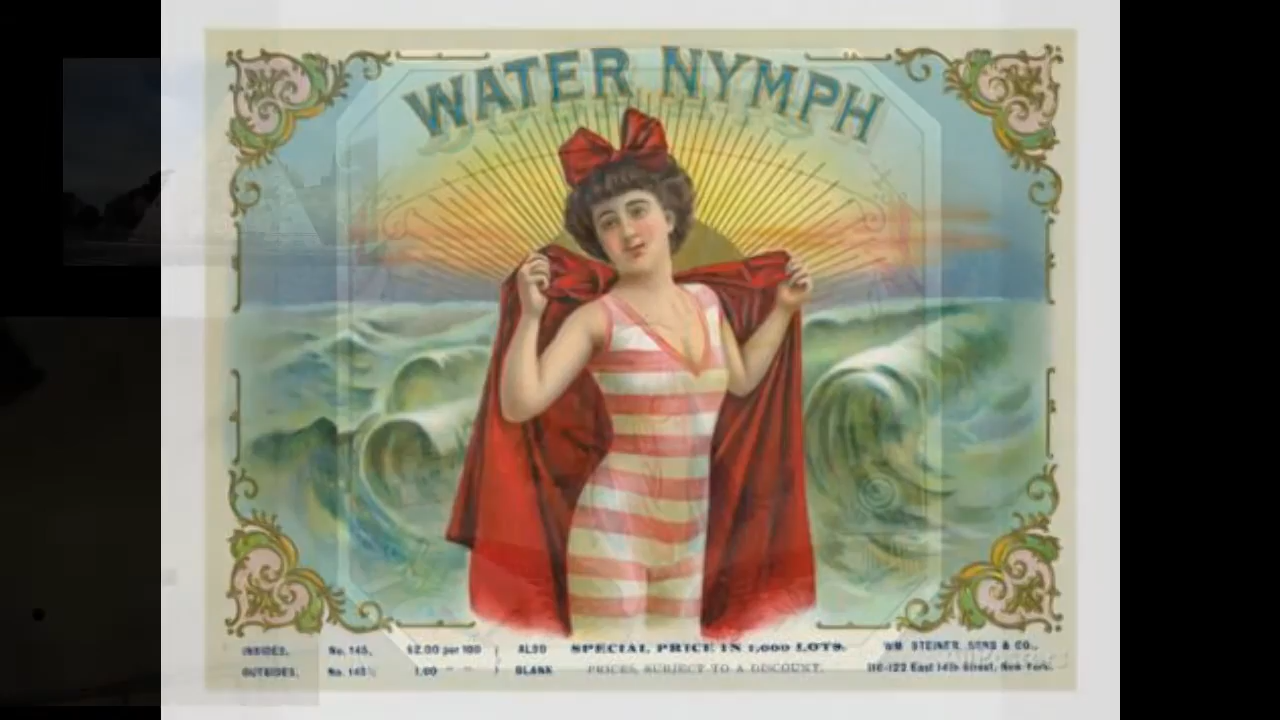 WATER NYMPH
INSIDES, No. 145, $2.00 per 100 ALSO SPECIAL PRICE IN 1,000 LOTS. WM STEINER, SONS & CO.,
OUTSIDES, No. 145½ 1.00 " " BLANK PRICES, SUBJECT TO A DISCOUNT. 116-122 East 14th Street, New York.